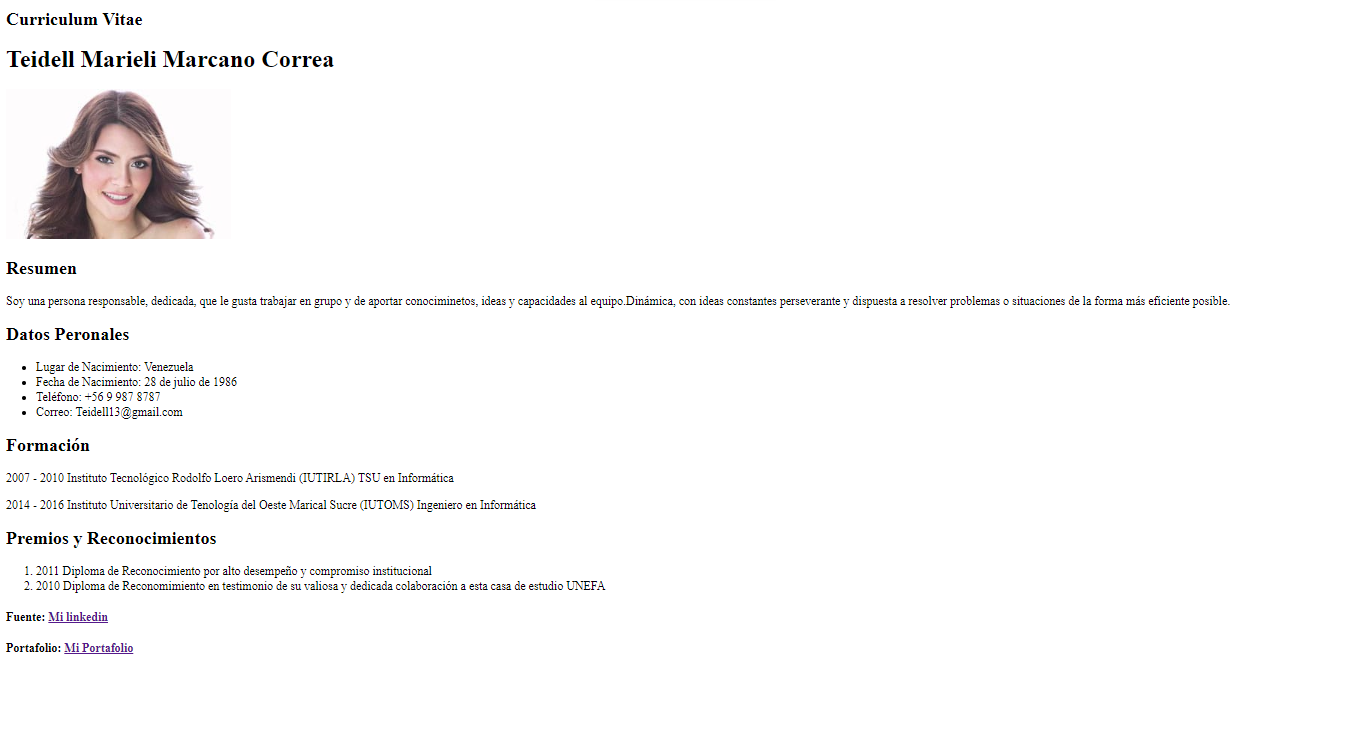 Curriculum Vitae
Teidell Marieli Marcano Correa
Resumen
Soy una persona responsable, dedicada, que le gusta trabajar en grupo y de aportar conociminetos, ideas y capacidades al equipo.Dinámica, con ideas constantes perseverante y dispuesta a resolver problemas o situaciones de la forma más eficiente posible.
Datos Peronales
• Lugar de Nacimiento: Venezuela
• Fecha de Nacimiento: 28 de julio de 1986
• Teléfono: +56 9 987 8787
• Correo: Teidell13@gmail.com
Formación
2007 - 2010 Instituto Tecnológico Rodolfo Loero Arismendi (IUTIRLA) TSU en Informática
2014 - 2016 Instituto Universitario de Tenología del Oeste Marical Sucre (IUTOMS) Ingeniero en Informática
Premios y Reconocimientos
1. 2011 Diploma de Reconocimiento por alto desempeño y compromiso institucional
2. 2010 Diploma de Reconomimiento en testimonio de su valiosa y dedicada colaboración a esta casa de estudio UNEFA
Fuente: Mi linkedin
Portafolio: Mi Portafolio